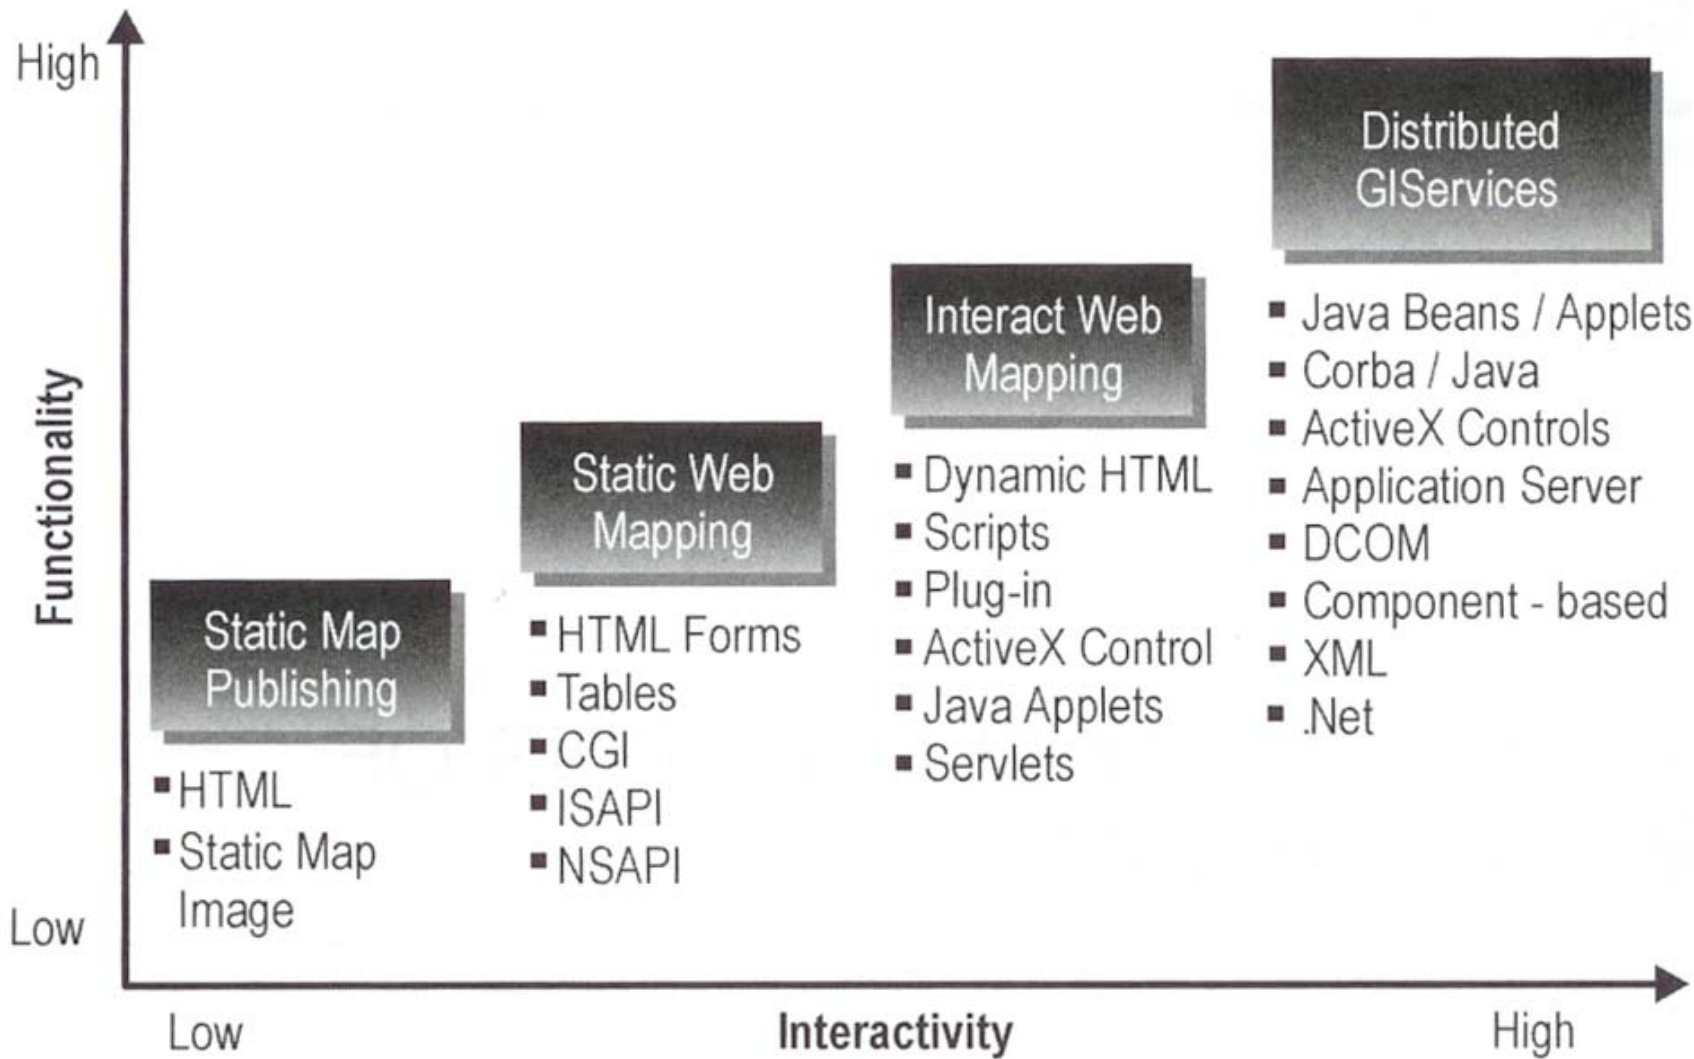 High
Functionality
Low
Static Map
Publishing
HTML
Static Map
Image
Static Web
Mapping
HTML Forms
Tables
CGI
ISAPI
NSAPI
Interact Web
Mapping
Dynamic HTML
Scripts
Plug-in
ActiveX Control
Java Applets
Servlets
Distributed
GIServices
Java Beans / Applets
Corba / Java
ActiveX Controls
Application Server
DCOM
Component - based
XML
.Net
Low
Interactivity
High